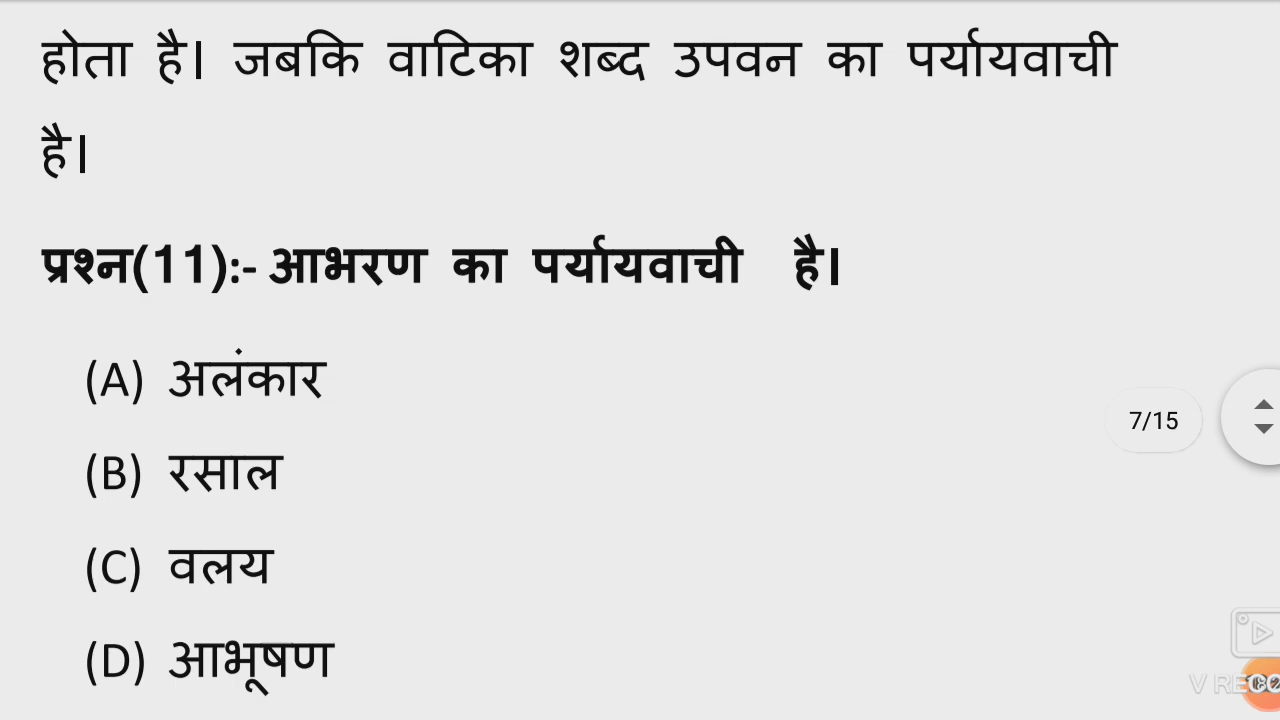 होता है। जबकि वाटिका शब्द उपवन का पर्यायवाची
है।
प्रश्न(11):- आभरण का पर्यायवाची है।
(A) अलंकार
(B) रसाल
7/15
(C) वलय
(D) आभूषण